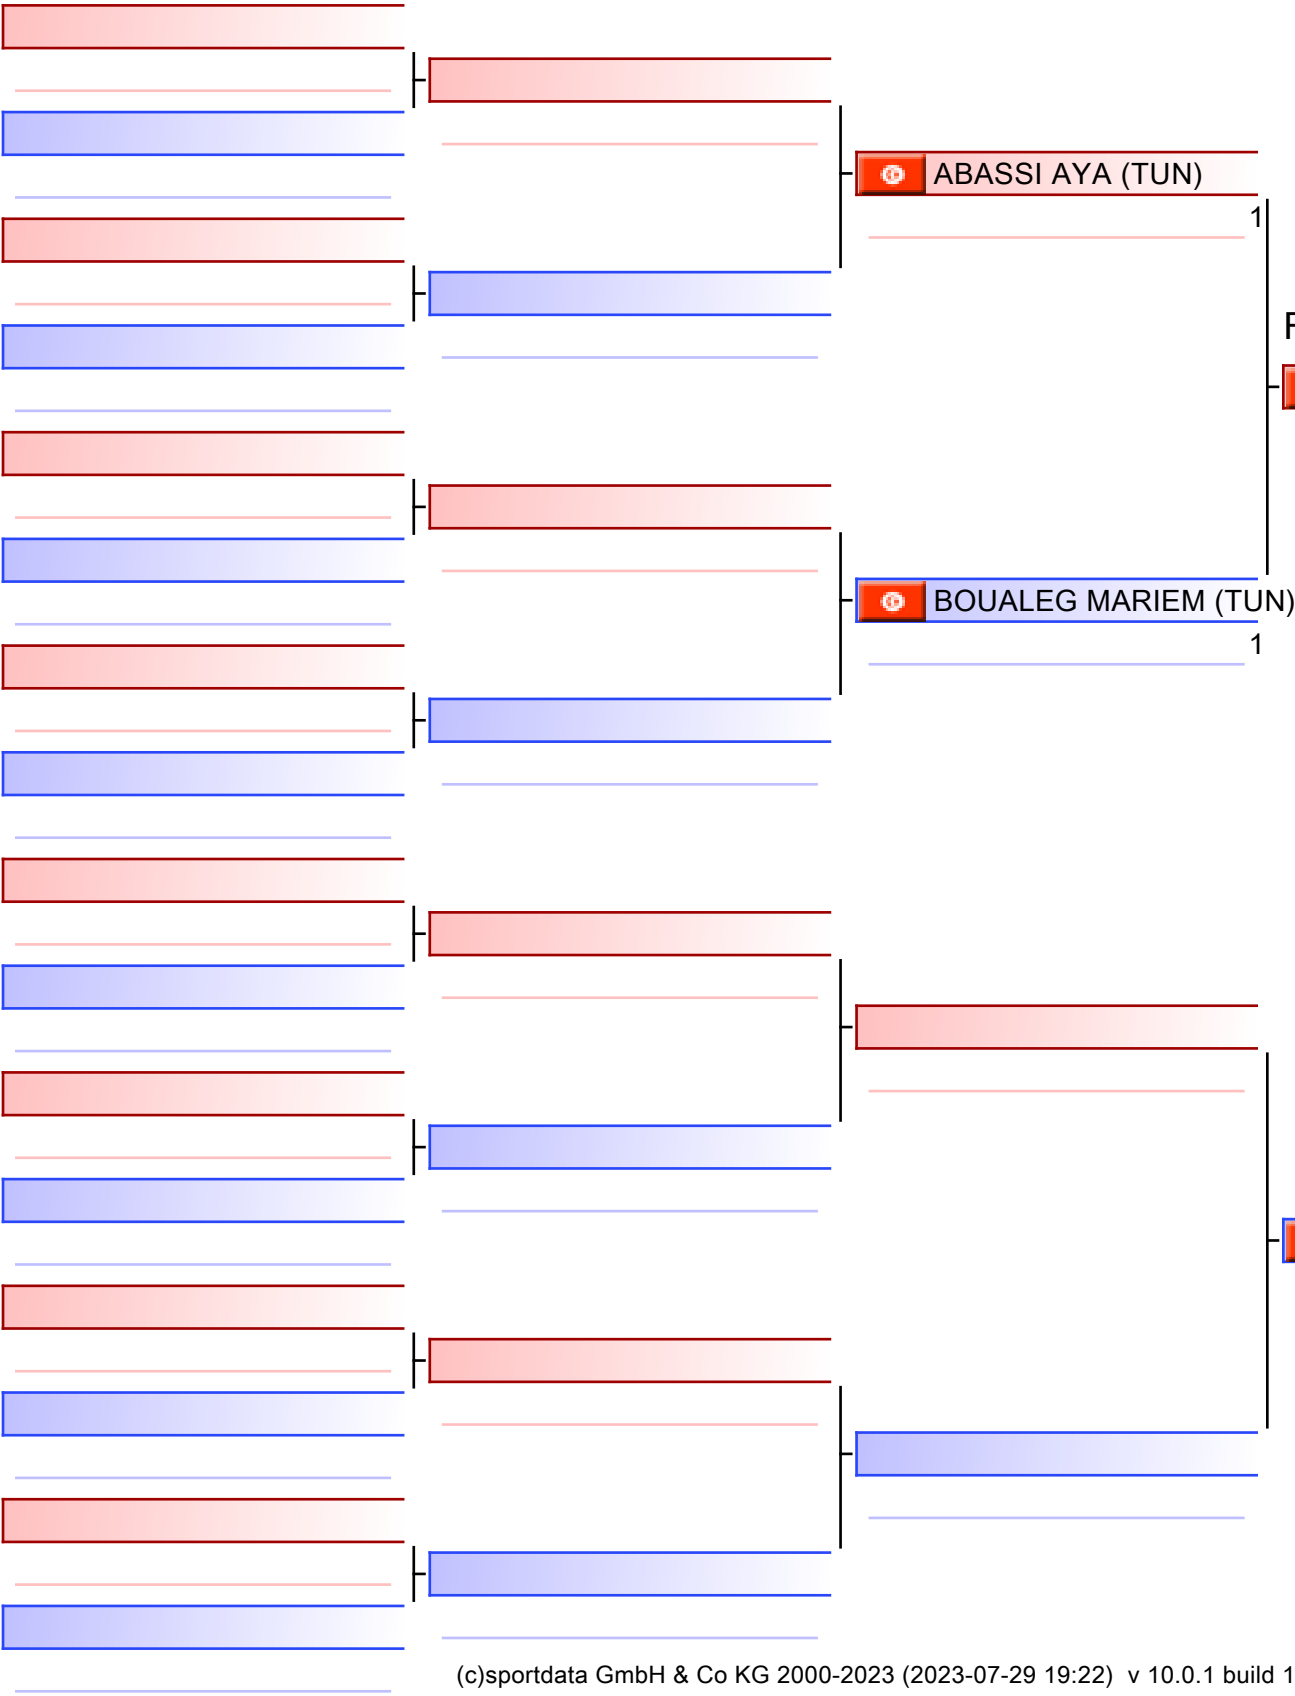 ABASSI AYA (TUN)
1
F
BOUALEG MARIEM (TUN)
1
(c)sportdata GmbH & Co KG 2000-2023 (2023-07-29 19:22) v 10.0.1 build 1